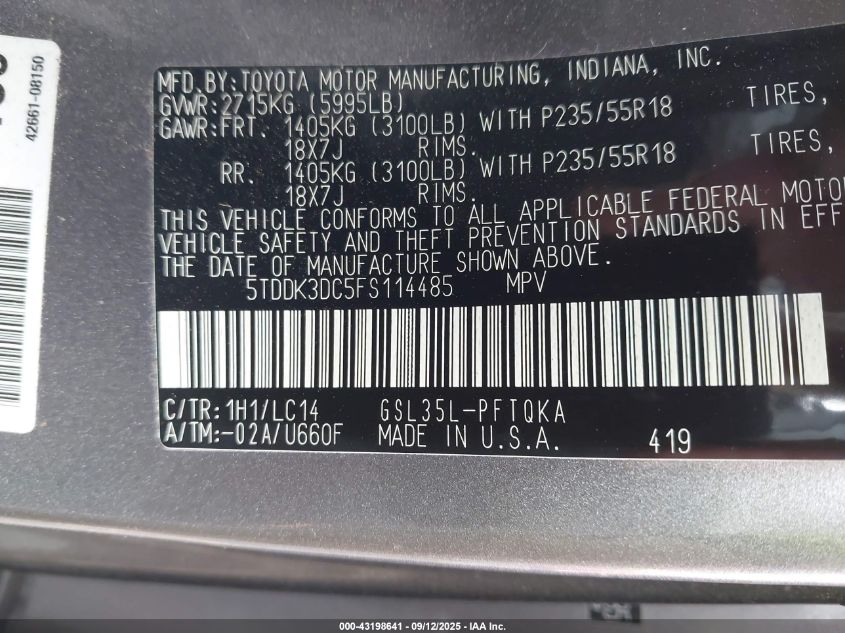 42661-08150
MFD.BY:TOYOTA MOTOR MANUFACTURING, INDIANA, INC.
GVWR:2715KG (5995LB)
GAWR:FRT. 1405KG (3100LB) WITH P235/55R18 TIRES,
18X7J RIMS.
RR. 1405KG (3100LB) WITH P235/55R18 TIRES,
18X7J RIMS.
THIS VEHICLE CONFORMS TO ALL APPLICABLE FEDERAL MOTO
VEHICLE SAFETY AND THEFT PREVENTION STANDARDS IN EFF
THE DATE OF MANUFACTURE SHOWN ABOVE.
5TDDK3DC5FS114485 MPV
C/TR:1H1/LC14 GSL35L-PFTQKA
A/TM:-02A/U660F MADE IN U.S.A. 419
000-43198641 - 09/12/2025 - IAA Inc.